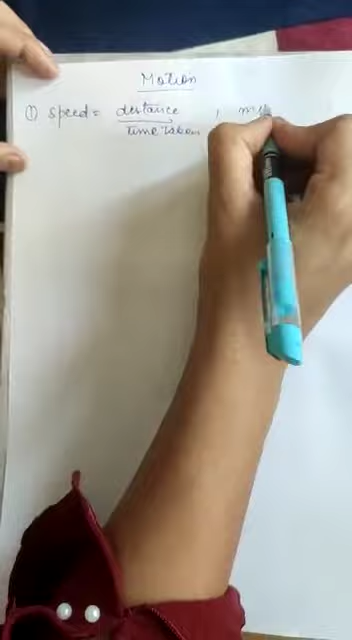 Motion
① speed = distance / time taken , m/s